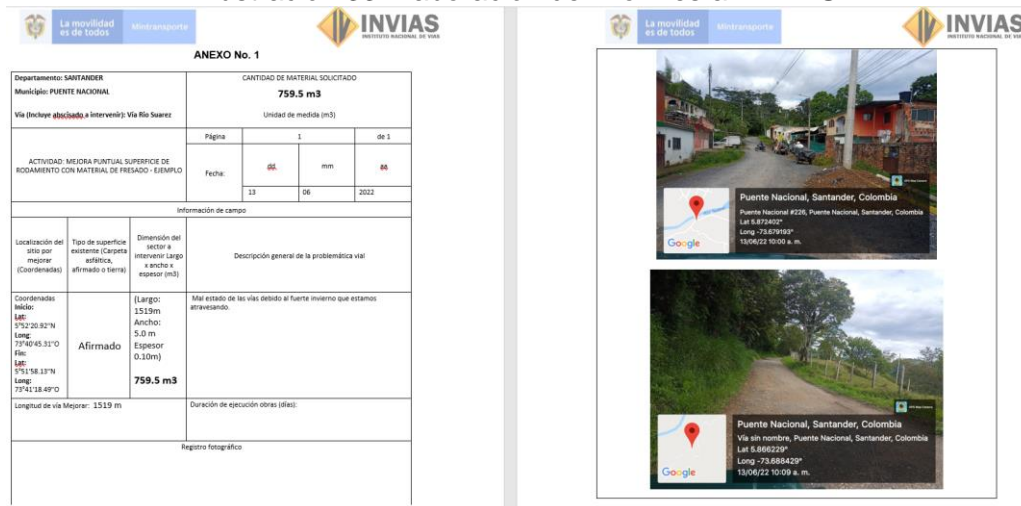 La movilidad
es de todos
Mintransporte
INVIAS
INSTITUTO NACIONAL DE VIAS
ANEXO No. 1
Departamento: SANTANDER
Municipio: PUENTE NACIONAL
Vía (Incluye abscisado a intervenir): Vía Río Suarez
CANTIDAD DE MATERIAL SOLICITADO
759.5 m3
Unidad de medida (m3)
ACTIVIDAD: MEJORA PUNTUAL SUPERFICIE DE
RODAMIENTO CON MATERIAL DE FRESADO - EJEMPLO
Página
1
de 1
Fecha:
dd.
mm
aa
13
06
2022
Información de campo
Localización del
sitio por
mejorar
(Coordenadas)
Tipo de superficie
existente (Carpeta
asfáltica,
afirmado o tierra)
Dimensión del
sector a
intervenir Largo
x ancho x
espesor (m3)
Descripción general de la problemática vial
Coordenadas
Inicio:
Lat:
5°52'20.92"N
Long:
73°40'45.31"O
Fin:
Lat:
5°51'58.13"N
Long:
73°41'18.49"O
Afirmado
(Largo:
1519m
Ancho:
5.0 m
Espesor
0.10m)
759.5 m3
Mal estado de las vías debido al fuerte invierno que estamos
atravesando.
Longitud de vía Mejorar: 1519 m
Duración de ejecución obras (días):
Registro fotográfico
La movilidad
es de todos
Mintransporte
INVIAS
INSTITUTO NACIONAL DE VIAS
Puente Nacional, Santander, Colombia
Puente Nacional #226, Puente Nacional, Santander, Colombia
Lat 5.872402°
Long -73.679193°
13/06/22 10:00 a. m.
Google
Puente Nacional, Santander, Colombia
Vía sin nombre, Puente Nacional, Santander, Colombia
Lat 5.866229°
Long -73.688429°
13/06/22 10:09 a. m.
Google